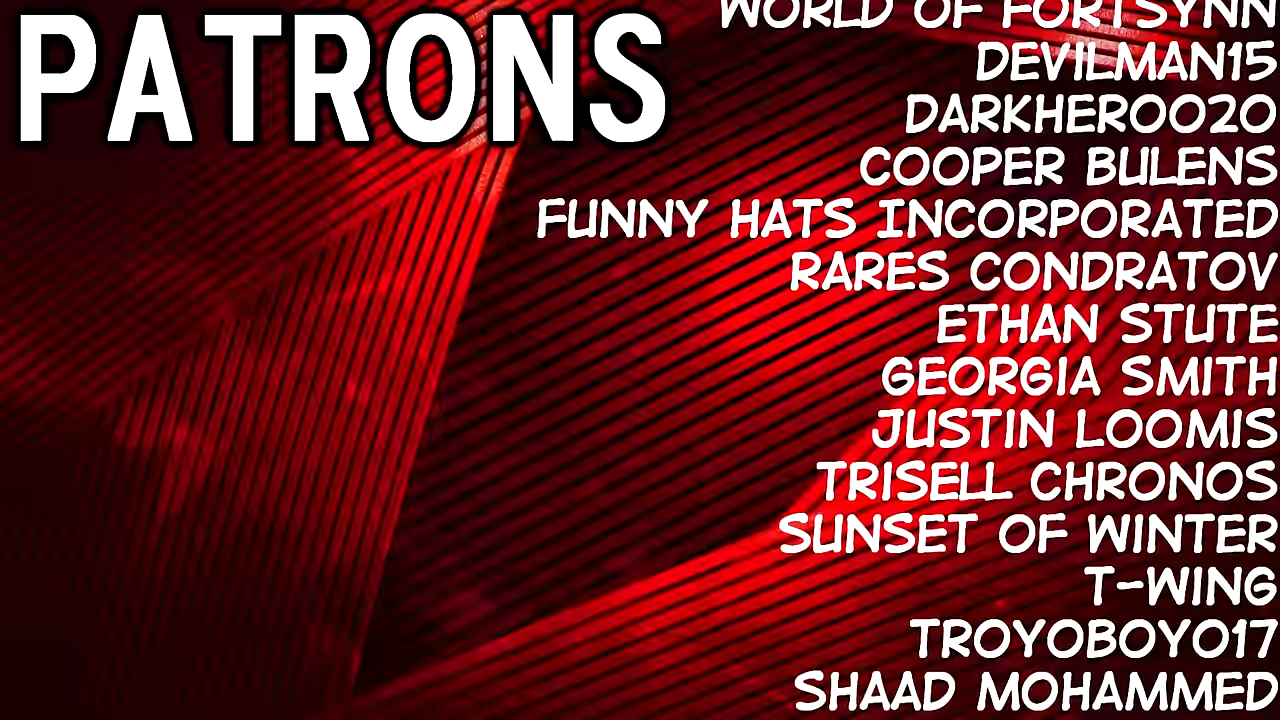 PATRONS
WORLD OF FORTSYNN
DEVILMAN15
DARKHERO020
COOPER BULENS
FUNNY HATS INCORPORATED
RARES CONDRATOV
ETHAN STUTE
GEORGIA SMITH
JUSTIN LOOMIS
TRISELL CHRONOS
SUNSET OF WINTER
T-WING
TROYOBOYO17
SHAAD MOHAMMED